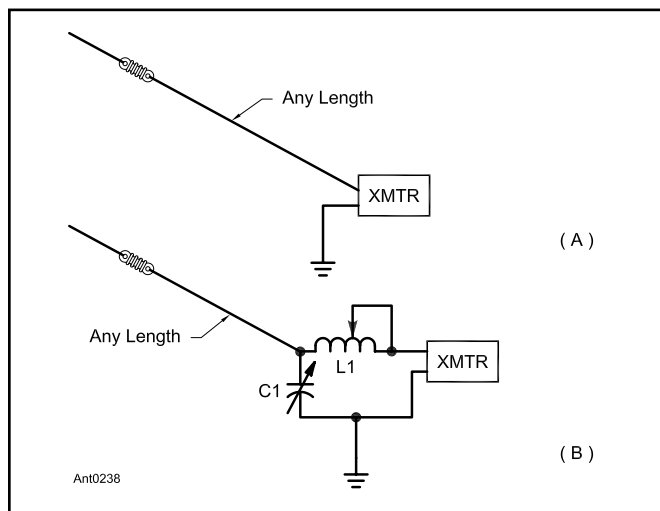 Any Length
XMTR
( A )
Any Length
L1
XMTR
C1
( B )
Ant0238